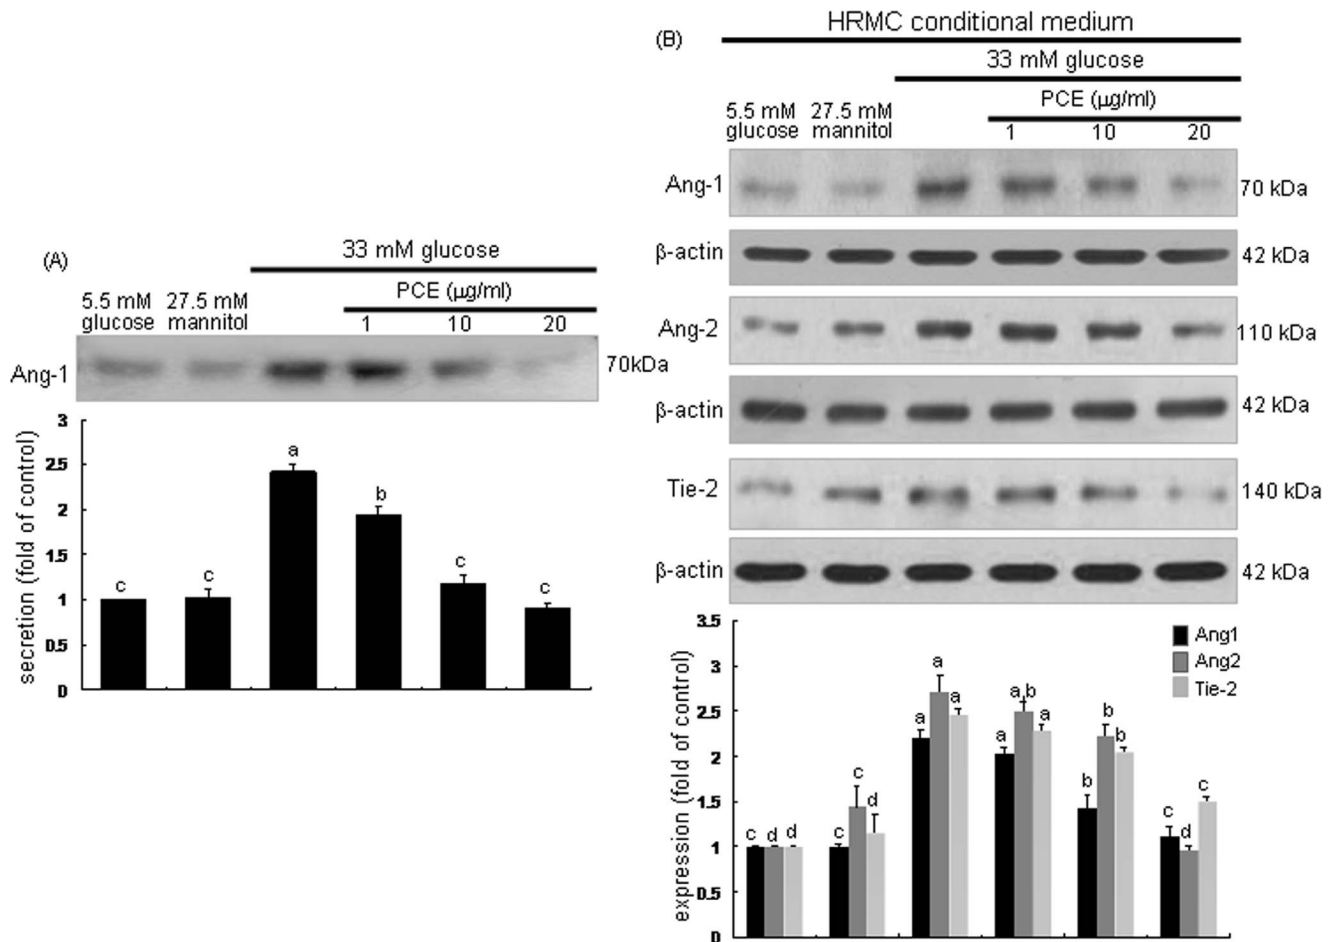 (A)
33 mM glucose
PCE (µg/ml)
5.5 mM 27.5 mM
glucose mannitol 1 10 20
Ang-1 70kDa
secretion (fold of control)
3
2.5
2
1.5
1
0.5
0
c c a b c c
(B)
HRMC conditional medium
33 mM glucose
PCE (µg/ml)
5.5 mM 27.5 mM
glucose mannitol 1 10 20
Ang-1 70 kDa
β-actin 42 kDa
Ang-2 110 kDa
β-actin 42 kDa
Tie-2 140 kDa
β-actin 42 kDa
expression (fold of control)
3.5
3
2.5
2
1.5
1
0.5
0
Ang1
Ang2
Tie-2
c d d c c d a a a a a b a b b b c d c